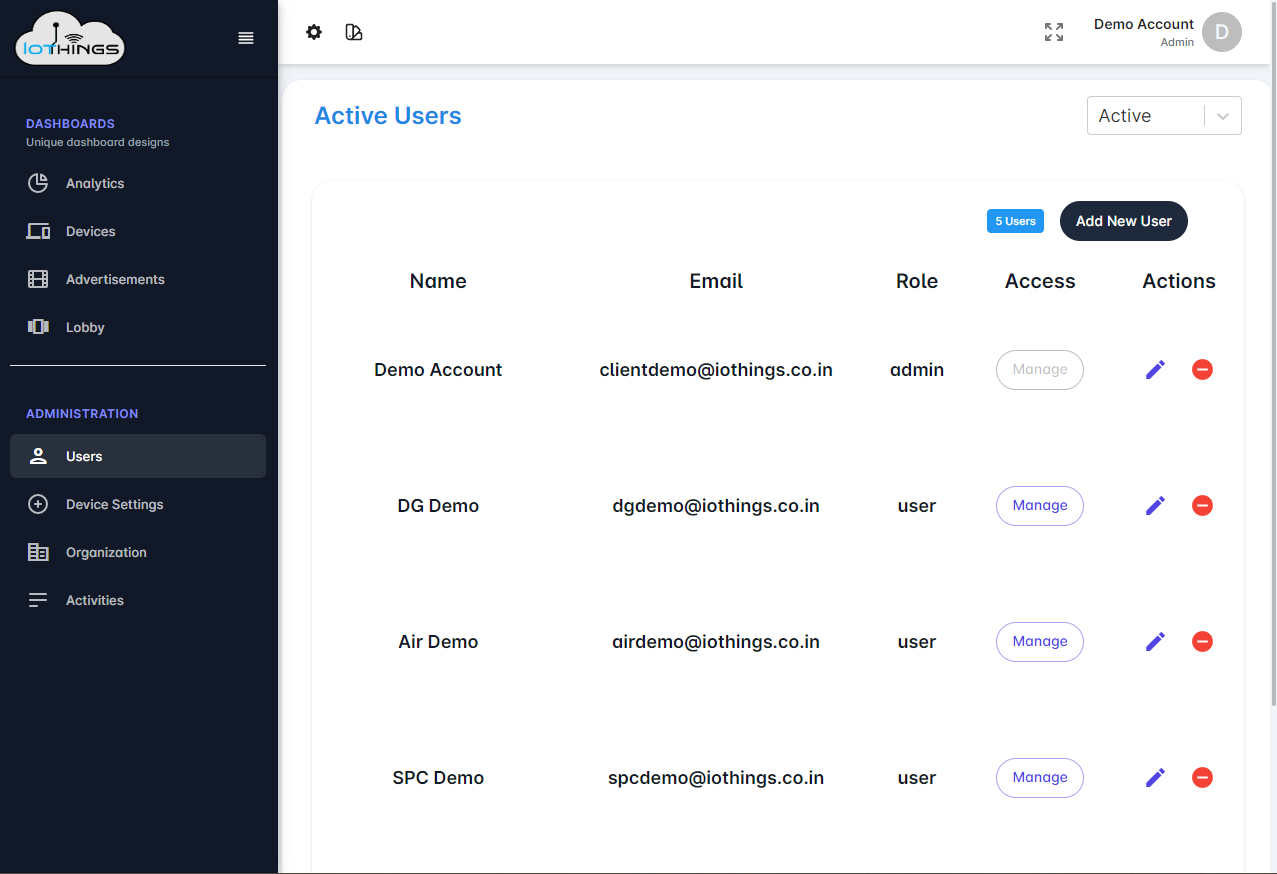 IoTHINGS
Demo Account
Admin
D
DASHBOARDS
Unique dashboard designs
Analytics
Devices
Advertisements
Lobby
ADMINISTRATION
Users
Device Settings
Organization
Activities
Active Users
Active
5 Users
Add New User
Name Email Role Access Actions
Demo Account clientdemo@iothings.co.in admin Manage
DG Demo dgdemo@iothings.co.in user Manage
Air Demo airdemo@iothings.co.in user Manage
SPC Demo spcdemo@iothings.co.in user Manage